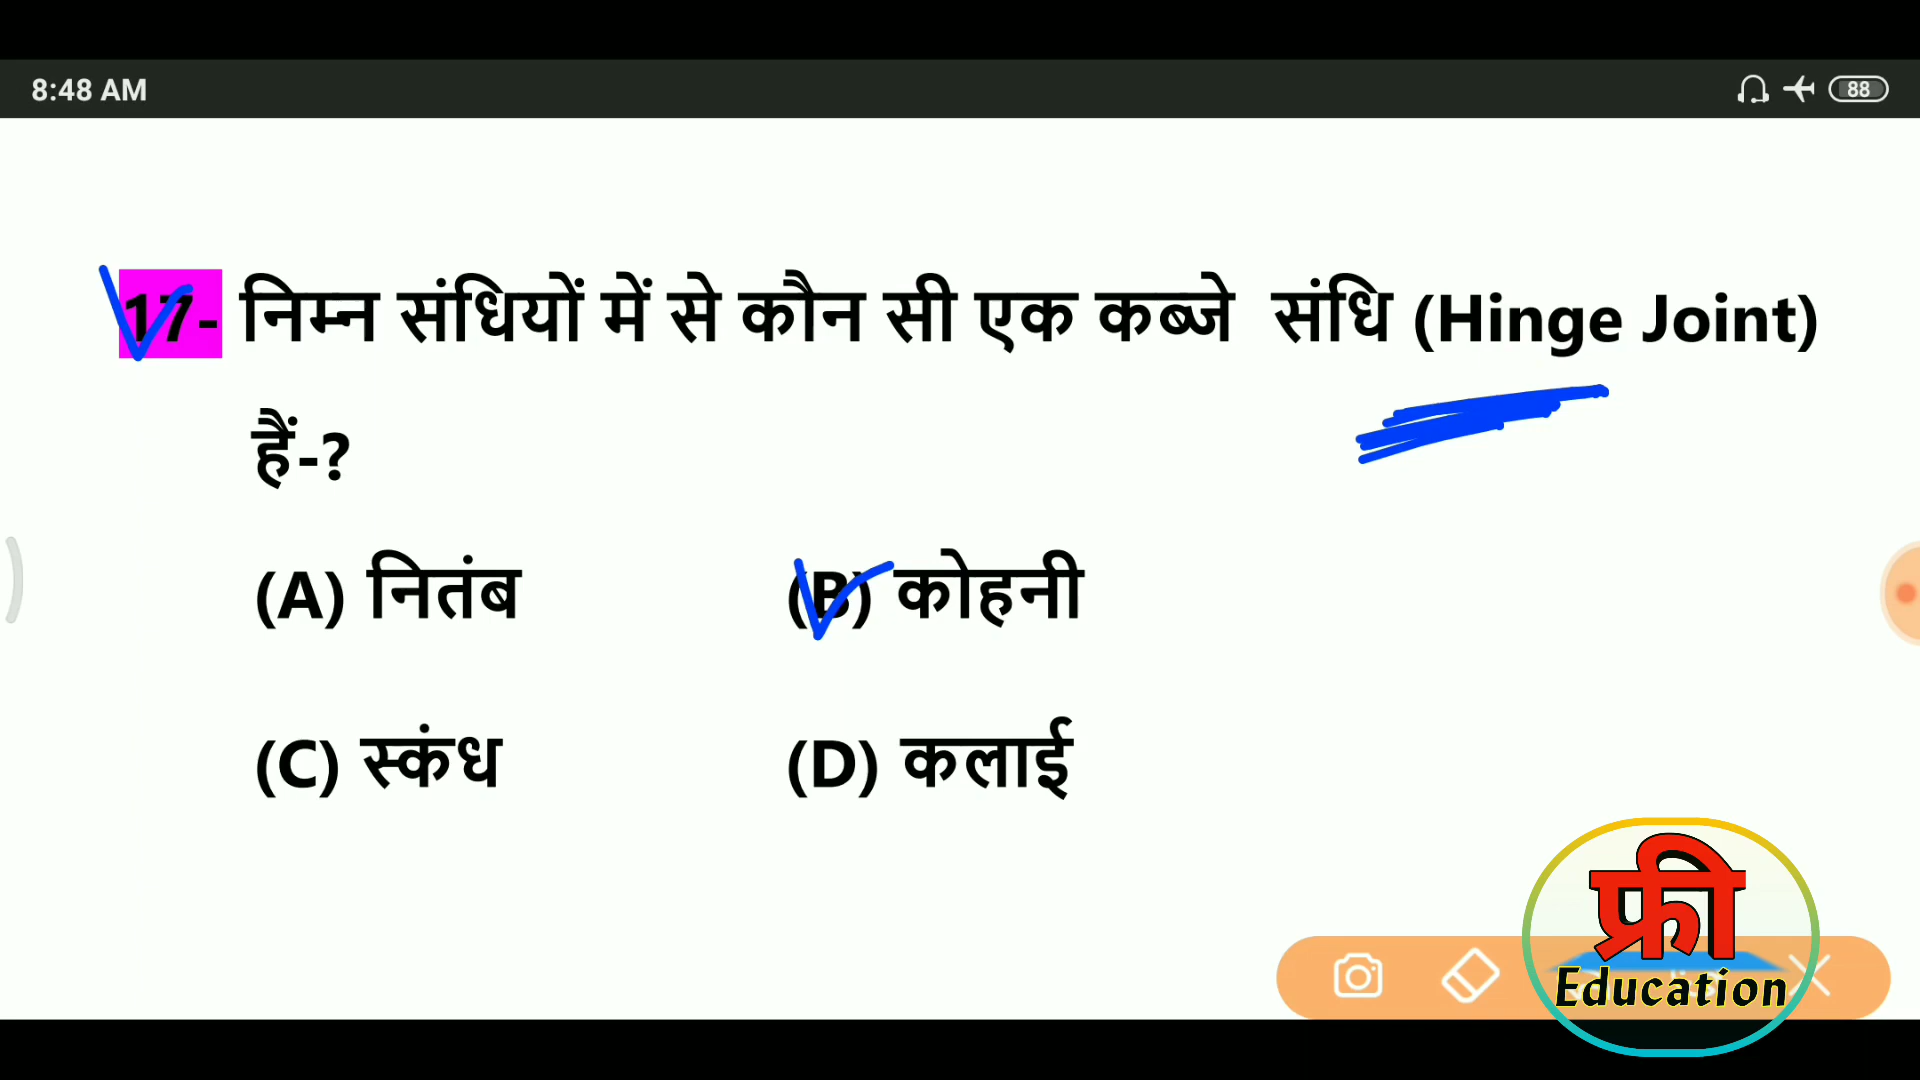 8:48 AM
88
17- निम्न संधियों में से कौन सी एक कब्जे संधि (Hinge Joint)
हैं-?
(A) नितंब (B) कोहनी
(C) स्कंध (D) कलाई
फ्री
Education